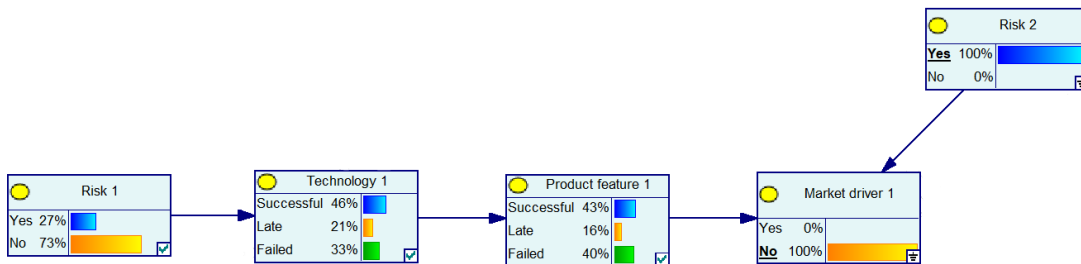 Risk 2
Yes 100%
No 0%
Risk 1
Yes 27%
No 73%
Technology 1
Successful 46%
Late 21%
Failed 33%
Product feature 1
Successful 43%
Late 16%
Failed 40%
Market driver 1
Yes 0%
No 100%